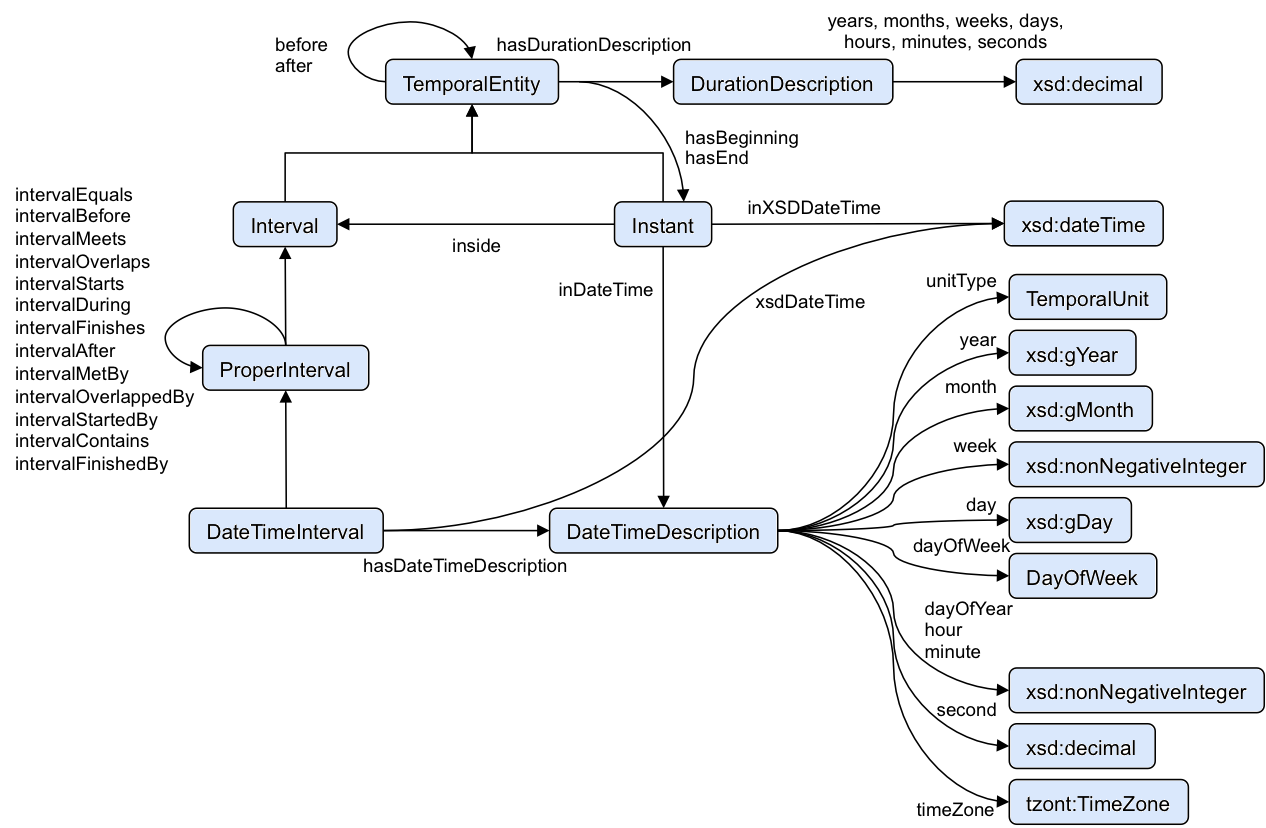 years, months, weeks, days,
hours, minutes, seconds
before
after
hasDurationDescription
TemporalEntity
DurationDescription
xsd:decimal
hasBeginning
hasEnd
intervalEquals
intervalBefore
intervalMeets
intervalOverlaps
intervalStarts
intervalDuring
intervalFinishes
intervalAfter
intervalMetBy
intervalOverlappedBy
intervalStartedBy
intervalContains
intervalFinishedBy
Interval
inside
Instant
inXSDDateTime
xsd:dateTime
inDateTime
xsdDateTime
ProperInterval
DateTimeInterval
hasDateTimeDescription
DateTimeDescription
unitType
TemporalUnit
year
xsd:gYear
month
xsd:gMonth
week
xsd:nonNegativeInteger
day
xsd:gDay
dayOfWeek
DayOfWeek
dayOfYear
hour
minute
xsd:nonNegativeInteger
second
xsd:decimal
timeZone
tzont:TimeZone